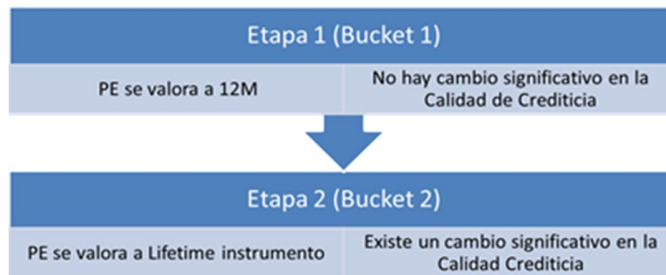 Etapa 1 (Bucket 1)
PE se valora a 12M
No hay cambio significativo en la
Calidad de Crediticia
Etapa 2 (Bucket 2)
PE se valora a Lifetime instrumento
Existe un cambio significativo en la
Calidad Crediticia